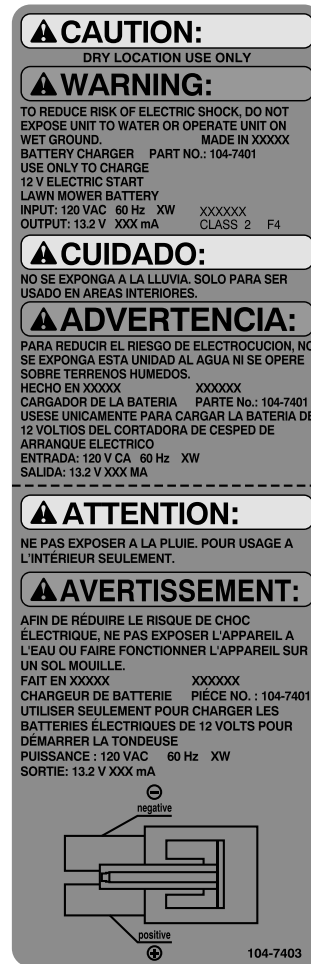 CAUTION:
DRY LOCATION USE ONLY
WARNING:
TO REDUCE RISK OF ELECTRIC SHOCK, DO NOT
EXPOSE UNIT TO WATER OR OPERATE UNIT ON
WET GROUND. MADE IN XXXXX
BATTERY CHARGER PART NO.: 104-7401
USE ONLY TO CHARGE
12 V ELECTRIC START
LAWN MOWER BATTERY
INPUT: 120 VAC 60 Hz XW XXXXXX
OUTPUT: 13.2 V XXX mA CLASS 2 F4
CUIDADO:
NO SE EXPONGA A LA LLUVIA. SOLO PARA SER
USADO EN AREAS INTERIORES.
ADVERTENCIA:
PARA REDUCIR EL RIESGO DE ELECTROCUCION, NO
SE EXPONGA ESTA UNIDAD AL AGUA NI SE OPERE
SOBRE TERRENOS HUMEDOS.
HECHO EN XXXXX XXXXXX
CARGADOR DE LA BATERIA PARTE No.: 104-7401
USESE UNICAMENTE PARA CARGAR LA BATERIA DE
12 VOLTIOS DEL CORTADORA DE CESPED DE
ARRANQUE ELECTRICO
ENTRADA: 120 V CA 60 Hz XW
SALIDA: 13.2 V XXX MA
ATTENTION:
NE PAS EXPOSER A LA PLUIE. POUR USAGE A
L'INTÉRIEUR SEULEMENT.
AVERTISSEMENT:
AFIN DE RÉDUIRE LE RISQUE DE CHOC
ÉLECTRIQUE, NE PAS EXPOSER L'APPAREIL A
L'EAU OU FAIRE FONCTIONNER L'APPAREIL SUR
UN SOL MOUILLE.
FAIT EN XXXXX XXXXXX
CHARGEUR DE BATTERIE PIÉCE NO. : 104-7401
UTILISER SEULEMENT POUR CHARGER LES
BATTERIES ÉLECTRIQUES DE 12 VOLTS POUR
DÉMARRER LA TONDEUSE
PUISSANCE : 120 VAC 60 Hz XW
SORTIE: 13.2 V XXX mA
negative
positive
104-7403